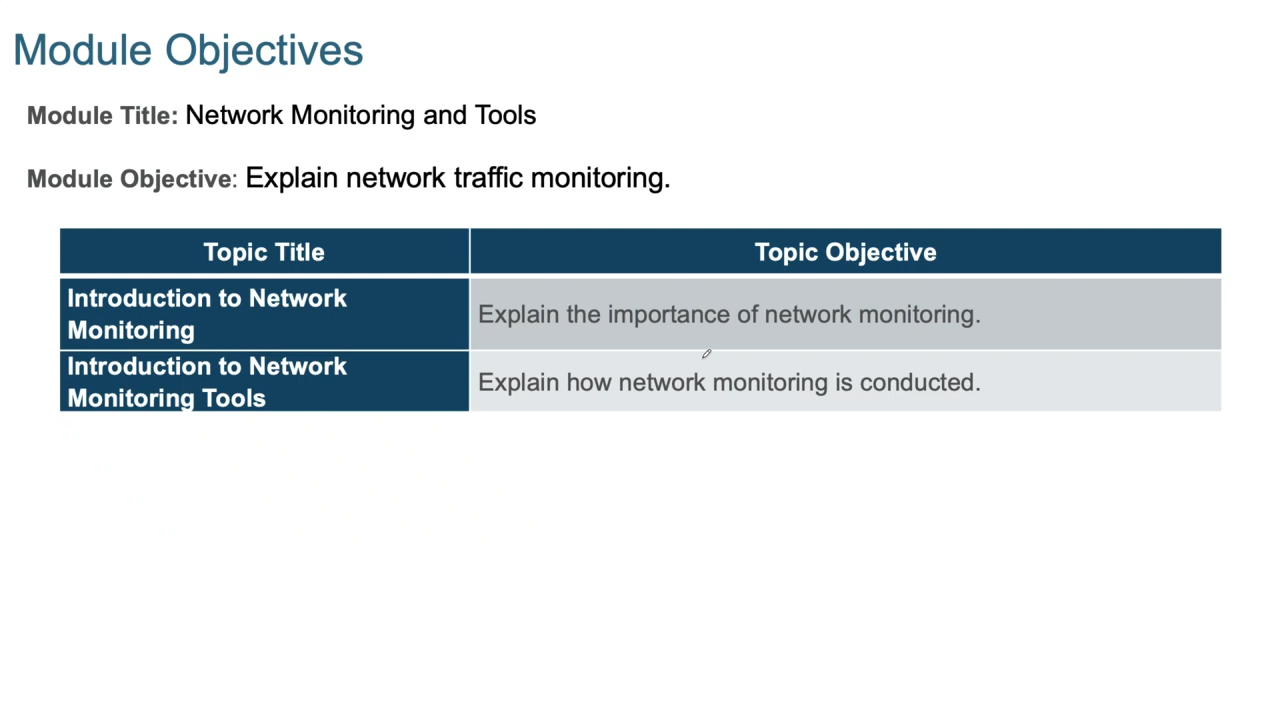 Module Objectives
Module Title: Network Monitoring and Tools
Module Objective: Explain network traffic monitoring.
Topic Title
Topic Objective
Introduction to Network
Monitoring
Explain the importance of network monitoring.
Introduction to Network
Monitoring Tools
Explain how network monitoring is conducted.